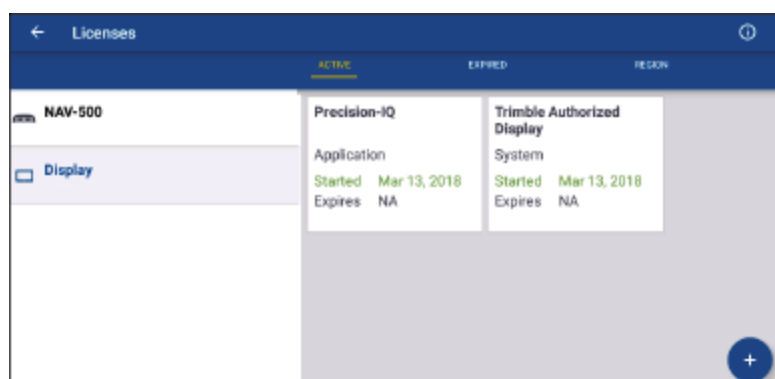 Licenses
ACTIVE EXPIRED REGION
NAV-500
Display
Precision-IQ
Application
Started Mar 13, 2018
Expires NA
Trimble Authorized
Display
System
Started Mar 13, 2018
Expires NA
+